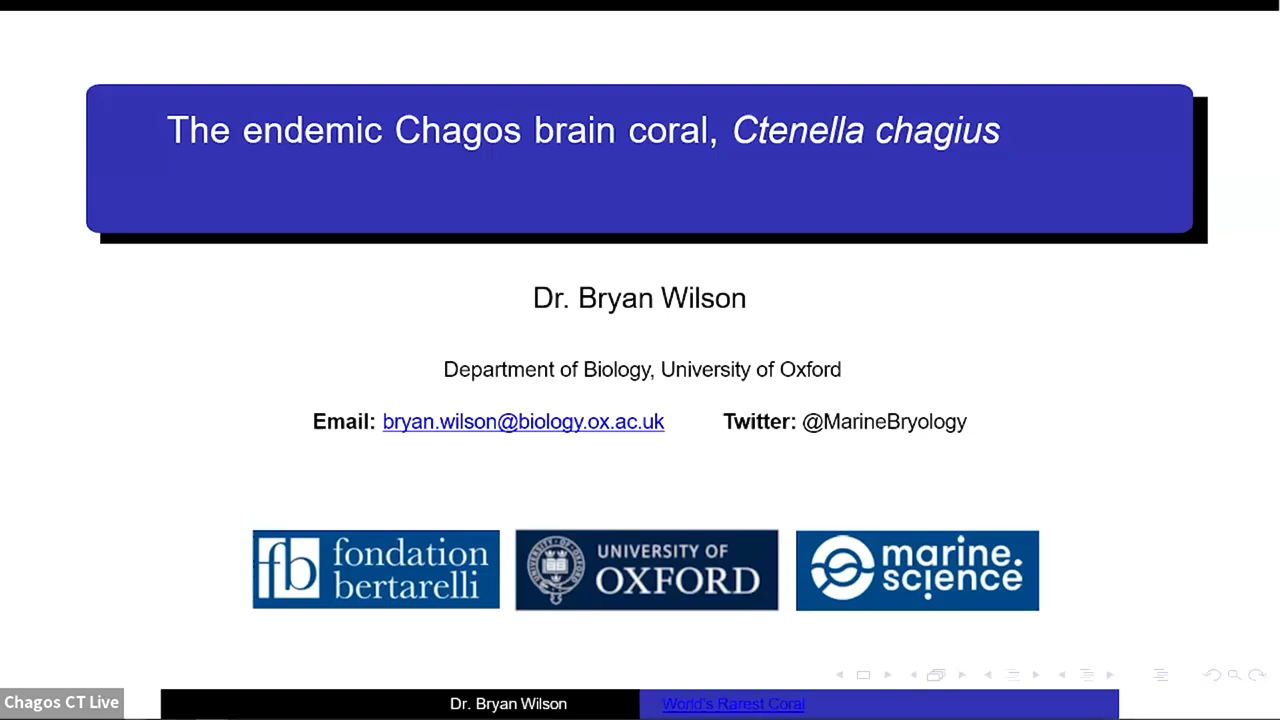 The endemic Chagos brain coral, Ctenella chagius
Dr. Bryan Wilson
Department of Biology, University of Oxford
Email: bryan.wilson@biology.ox.ac.uk Twitter: @MarineBryology
fb fondation bertarelli
UNIVERSITY OF OXFORD
marine.science
Chagos CT Live
Dr. Bryan Wilson World's Rarest Coral